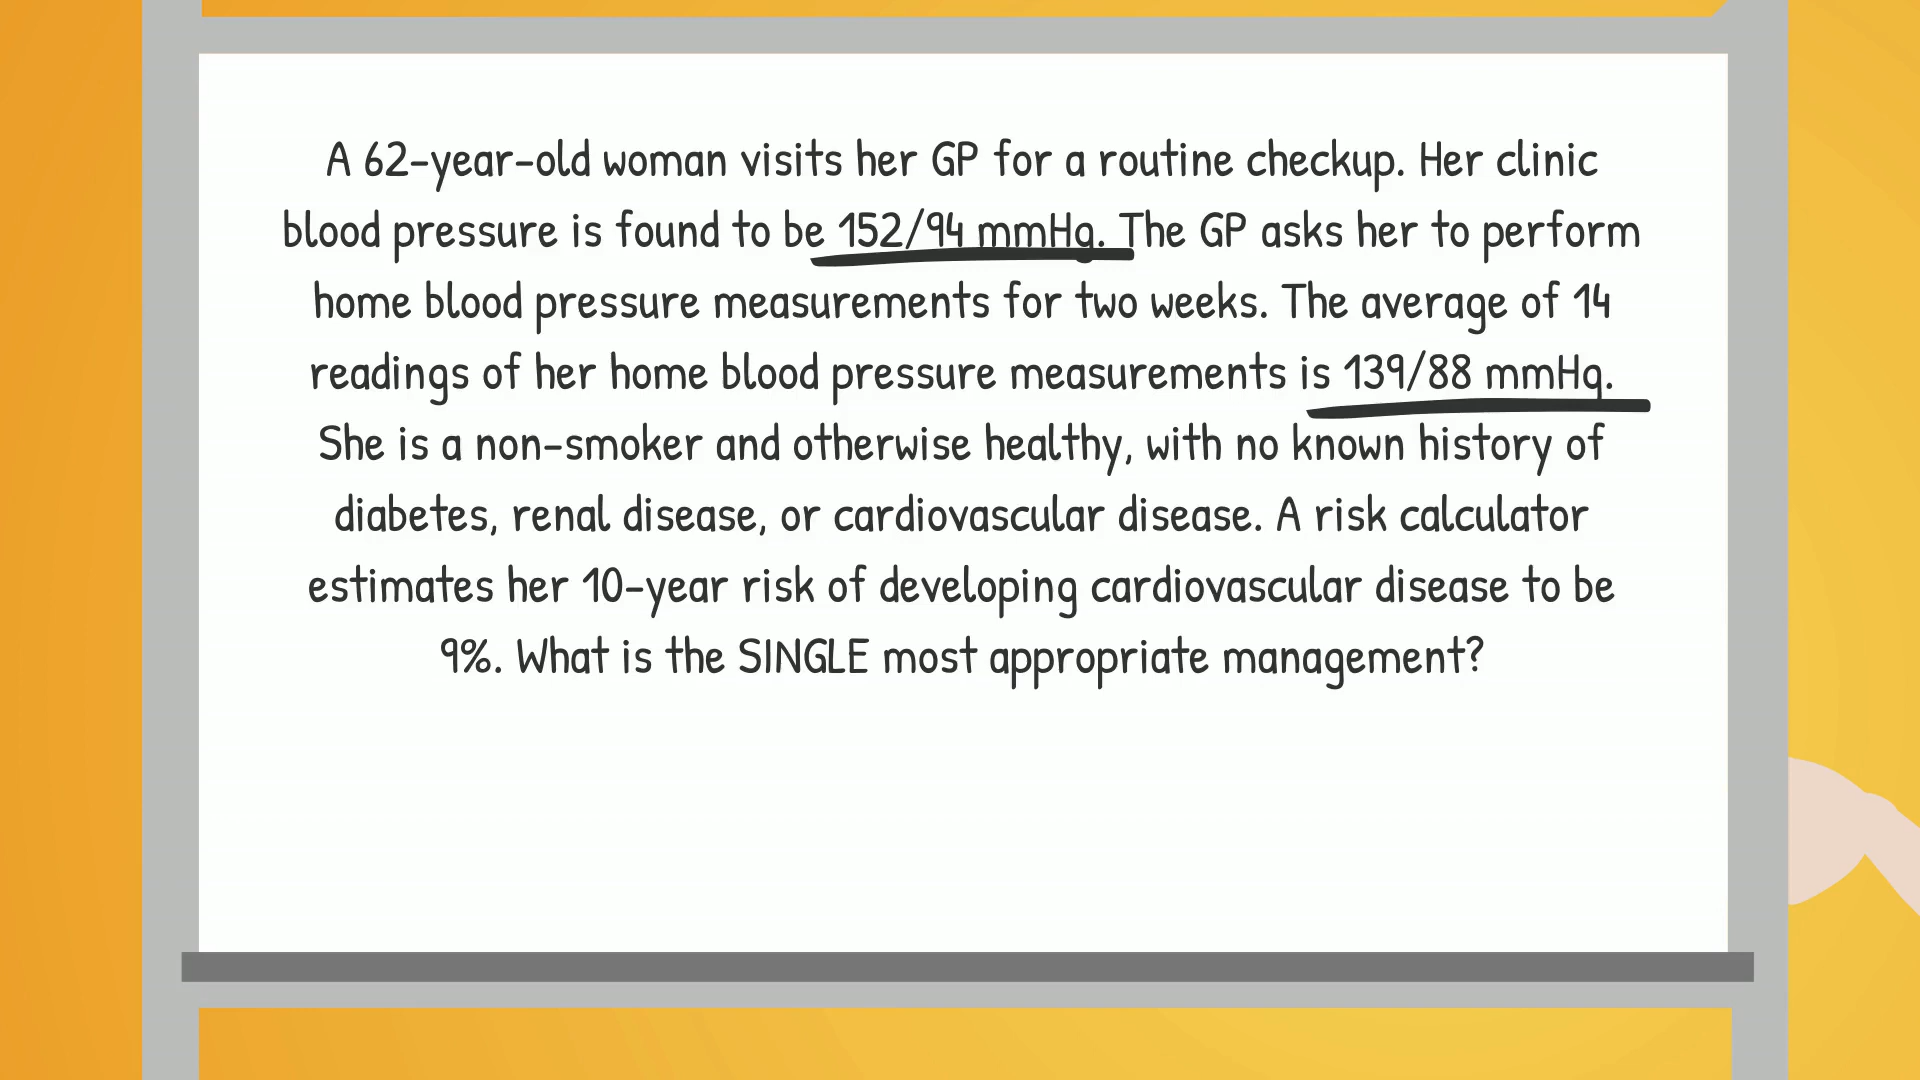 A 62-year-old woman visits her GP for a routine checkup. Her clinic
blood pressure is found to be 152/94 mmHg. The GP asks her to perform
home blood pressure measurements for two weeks. The average of 14
readings of her home blood pressure measurements is 139/88 mmHg.
She is a non-smoker and otherwise healthy, with no known history of
diabetes, renal disease, or cardiovascular disease. A risk calculator
estimates her 10-year risk of developing cardiovascular disease to be
9%. What is the SINGLE most appropriate management?